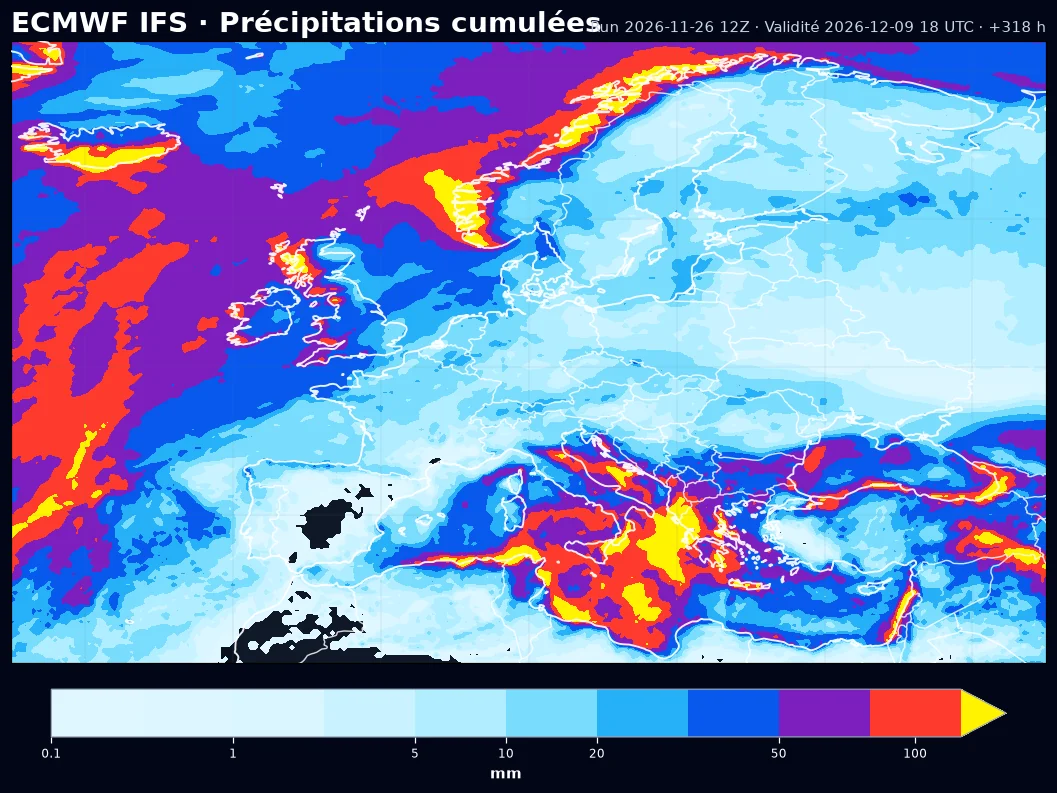 ECMWF IFS · Précipitations cumulées
Run 2026-11-26 12Z · Validité 2026-12-09 18 UTC · +318 h
0.1 1 5 10 20 50 100
mm